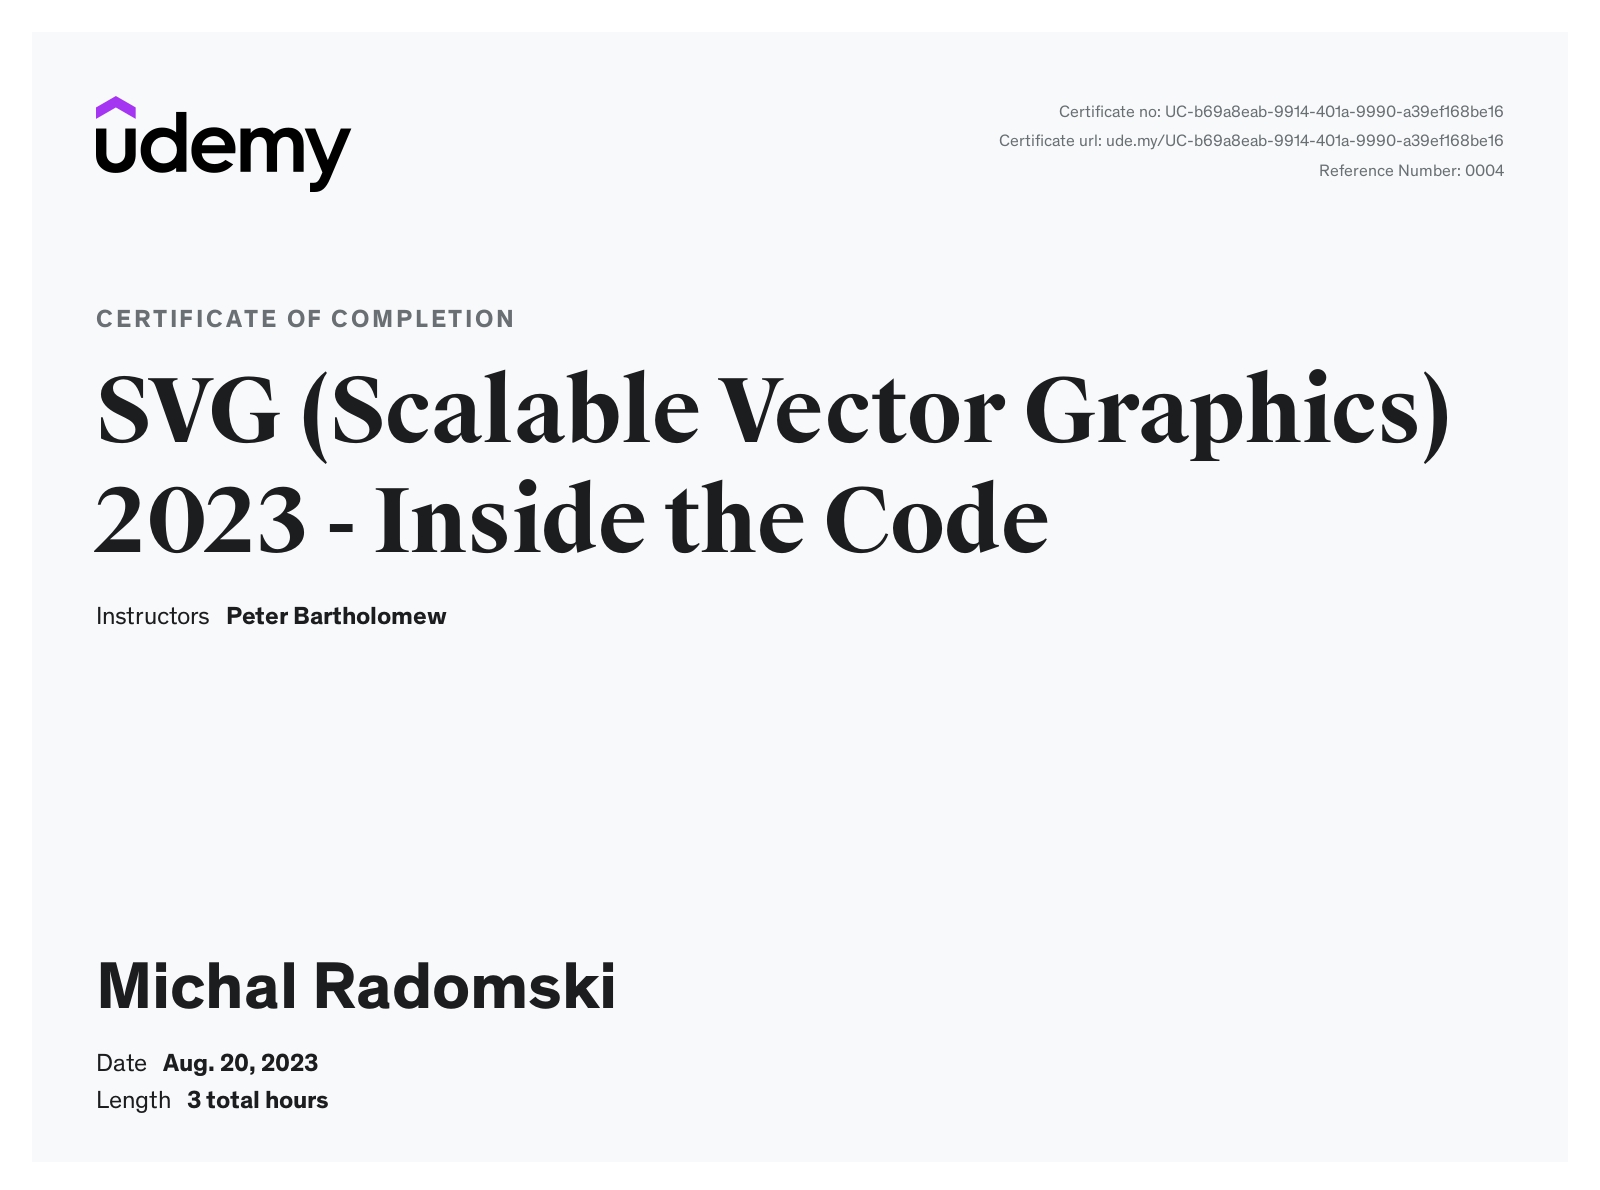 udemy
Certificate no: UC-b69a8eab-9914-401a-9990-a39ef168be16
Certificate url: ude.my/UC-b69a8eab-9914-401a-9990-a39ef168be16
Reference Number: 0004
CERTIFICATE OF COMPLETION
SVG (Scalable Vector Graphics)
2023 - Inside the Code
Instructors Peter Bartholomew
Michal Radomski
Date Aug. 20, 2023
Length 3 total hours